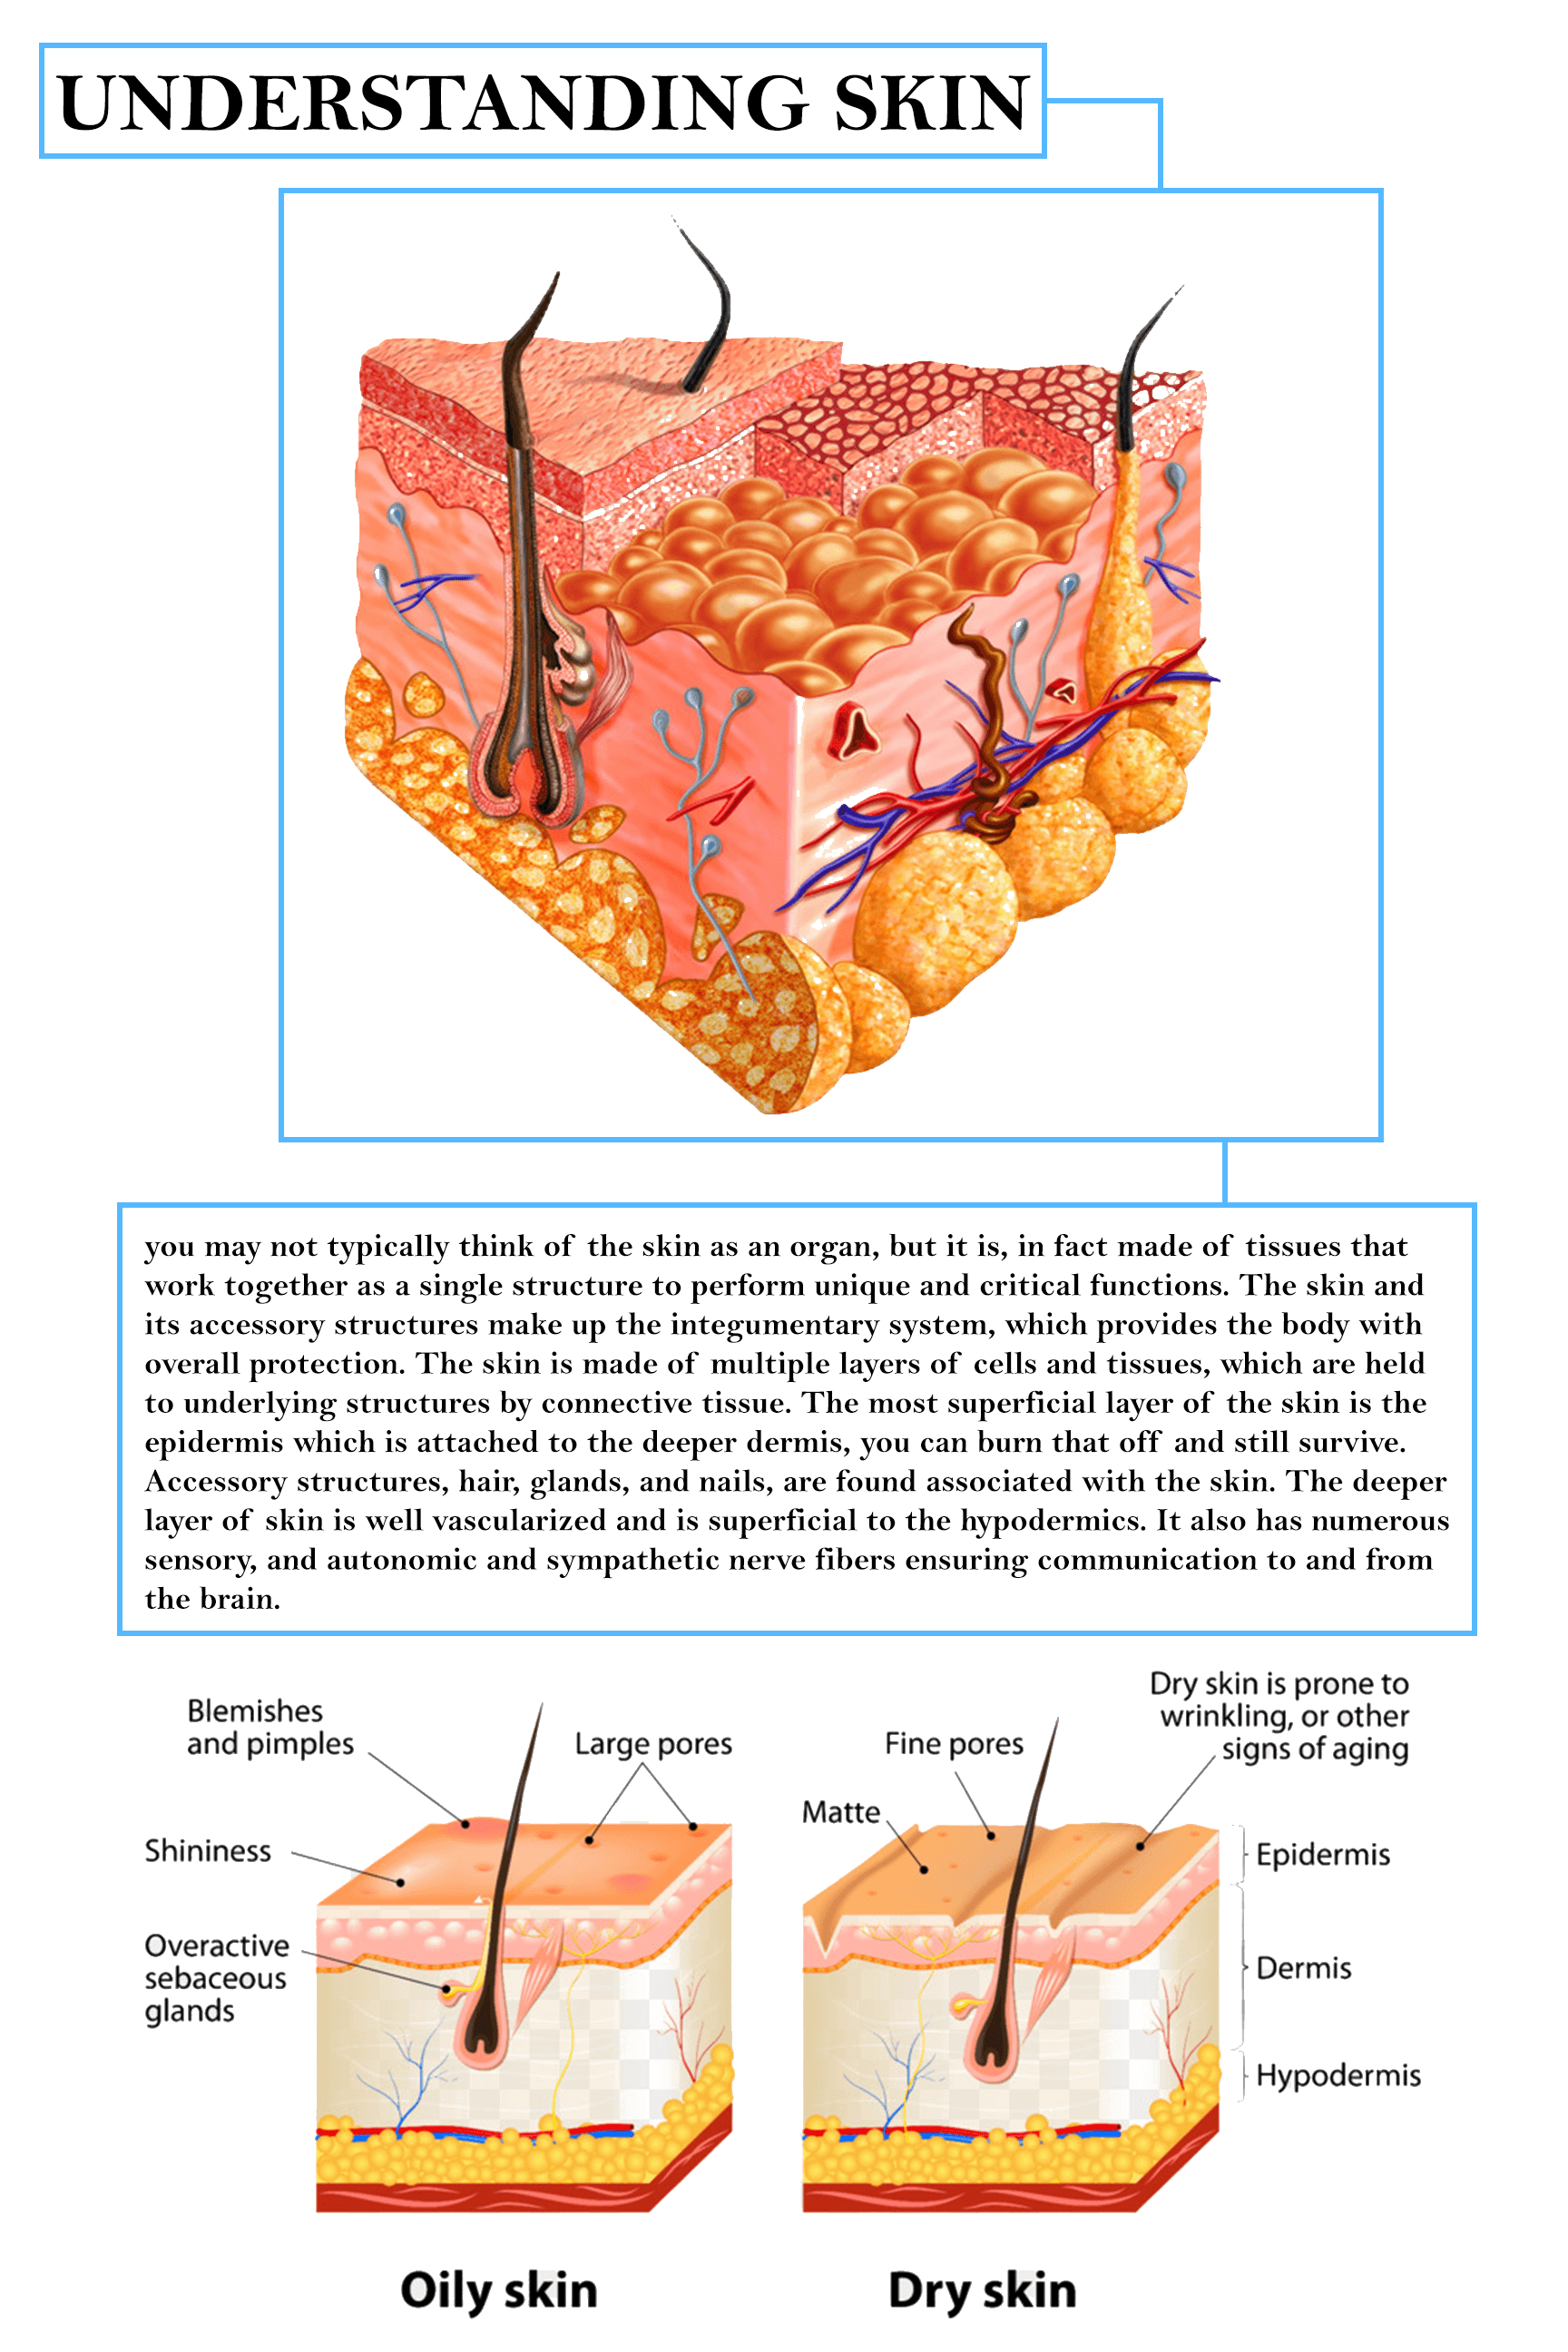 UNDERSTANDING SKIN
you may not typically think of the skin as an organ, but it is, in fact made of tissues that
work together as a single structure to perform unique and critical functions. The skin and
its accessory structures make up the integumentary system, which provides the body with
overall protection. The skin is made of multiple layers of cells and tissues, which are held
to underlying structures by connective tissue. The most superficial layer of the skin is the
epidermis which is attached to the deeper dermis, you can burn that off and still survive.
Accessory structures, hair, glands, and nails, are found associated with the skin. The deeper
layer of skin is well vascularized and is superficial to the hypodermics. It also has numerous
sensory, and autonomic and sympathetic nerve fibers ensuring communication to and from
the brain.
Blemishes
and pimples
Large pores
Shininess
Overactive
sebaceous
glands
Oily skin
Fine pores
Dry skin is prone to
wrinkling, or other
signs of aging
Matte
Epidermis
Dermis
Hypodermis
Dry skin